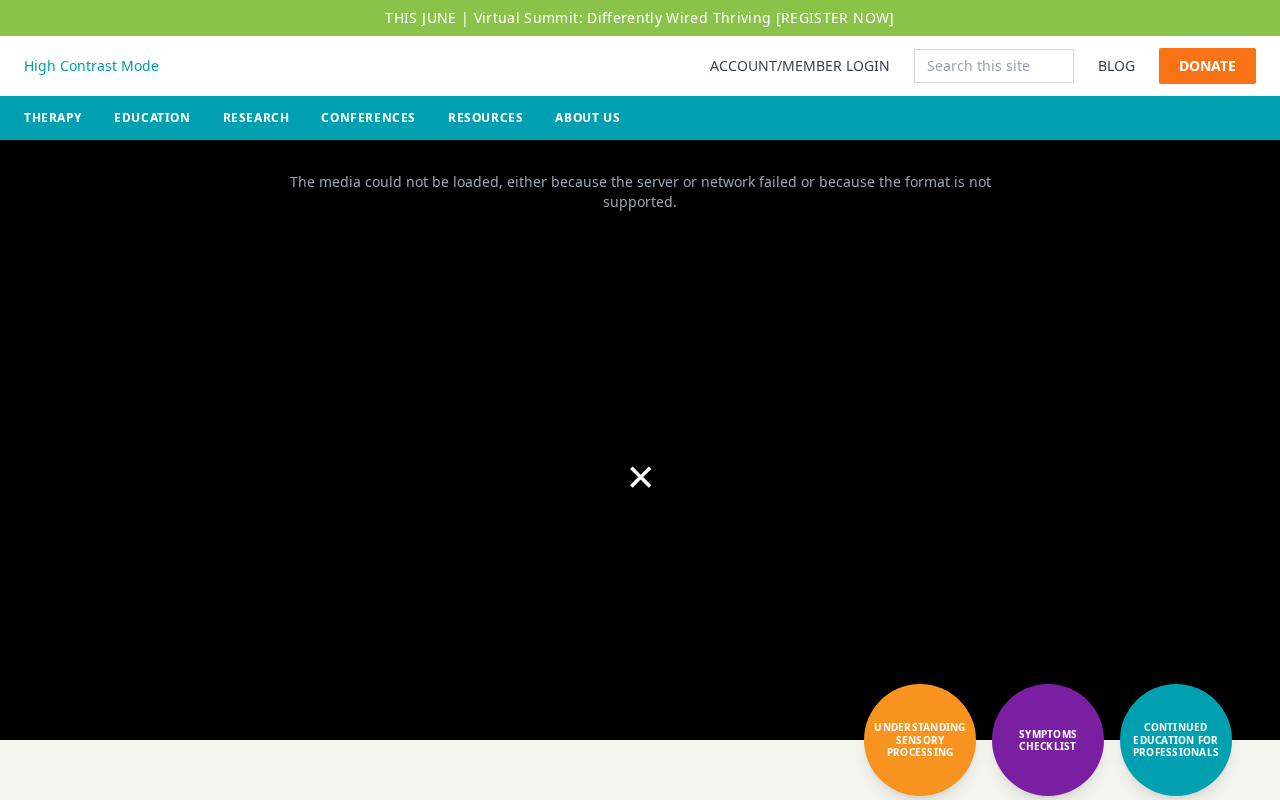 THIS JUNE | Virtual Summit: Differently Wired Thriving [REGISTER NOW]
High Contrast Mode
ACCOUNT/MEMBER LOGIN
Search this site
BLOG
DONATE
THERAPY
EDUCATION
RESEARCH
CONFERENCES
RESOURCES
ABOUT US
The media could not be loaded, either because the server or network failed or because the format is not
supported.
UNDERSTANDING
SENSORY
PROCESSING
SYMPTOMS
CHECKLIST
CONTINUED
EDUCATION FOR
PROFESSIONALS